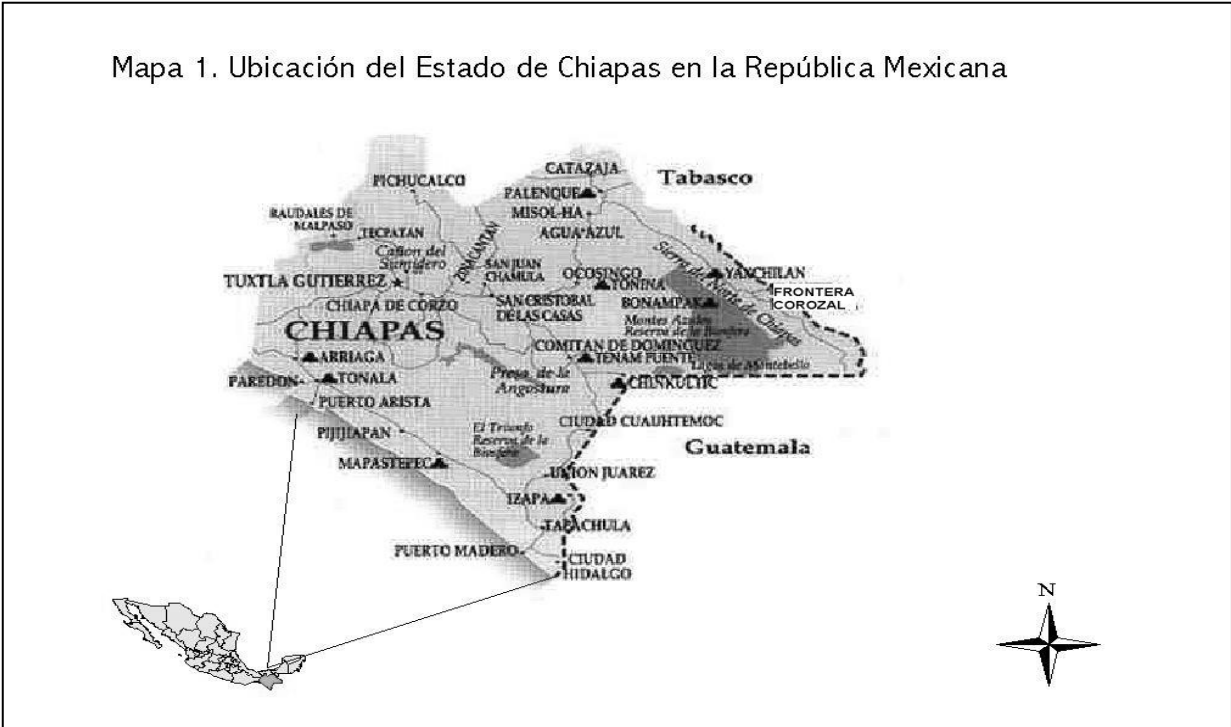 Mapa 1. Ubicación del Estado de Chiapas en la República Mexicana
CATAZAJA
Tabasco
PICHUCALCO
PALENQUE
MISOL-HA
RAUDALES DE
MALPASO
TECPATAN
AGUA AZUL
Cañon del
Sumidero
ZINACANTAN
SAN JUAN
CHAMULA
Sierra del Norte de Chiapas
TUXTLA GUTIERREZ
OCOSINGO
TONINA
YAXCHILAN
FRONTERA
COROZAL
CHIAPA DE CORZO
SAN CRISTOBAL
DE LAS CASAS
BONAMPAK
Montes Azules
Reserva de la Biosfera
CHIAPAS
COMITAN DE DOMINGUEZ
ARRIAGA
TENAM PUENTE
Lagos de Montebello
PAREDON
TONALA
Presa de la
Angostura
CHINKULTIC
PUERTO ARISTA
CIUDAD CUAUHTEMOC
PIJIJIAPAN
El Triunfo
Reserva de la
Biosfera
Guatemala
MAPASTEPEC
UNION JUAREZ
IZAPA
TAPACHULA
PUERTO MADERO
CIUDAD
HIDALGO
N